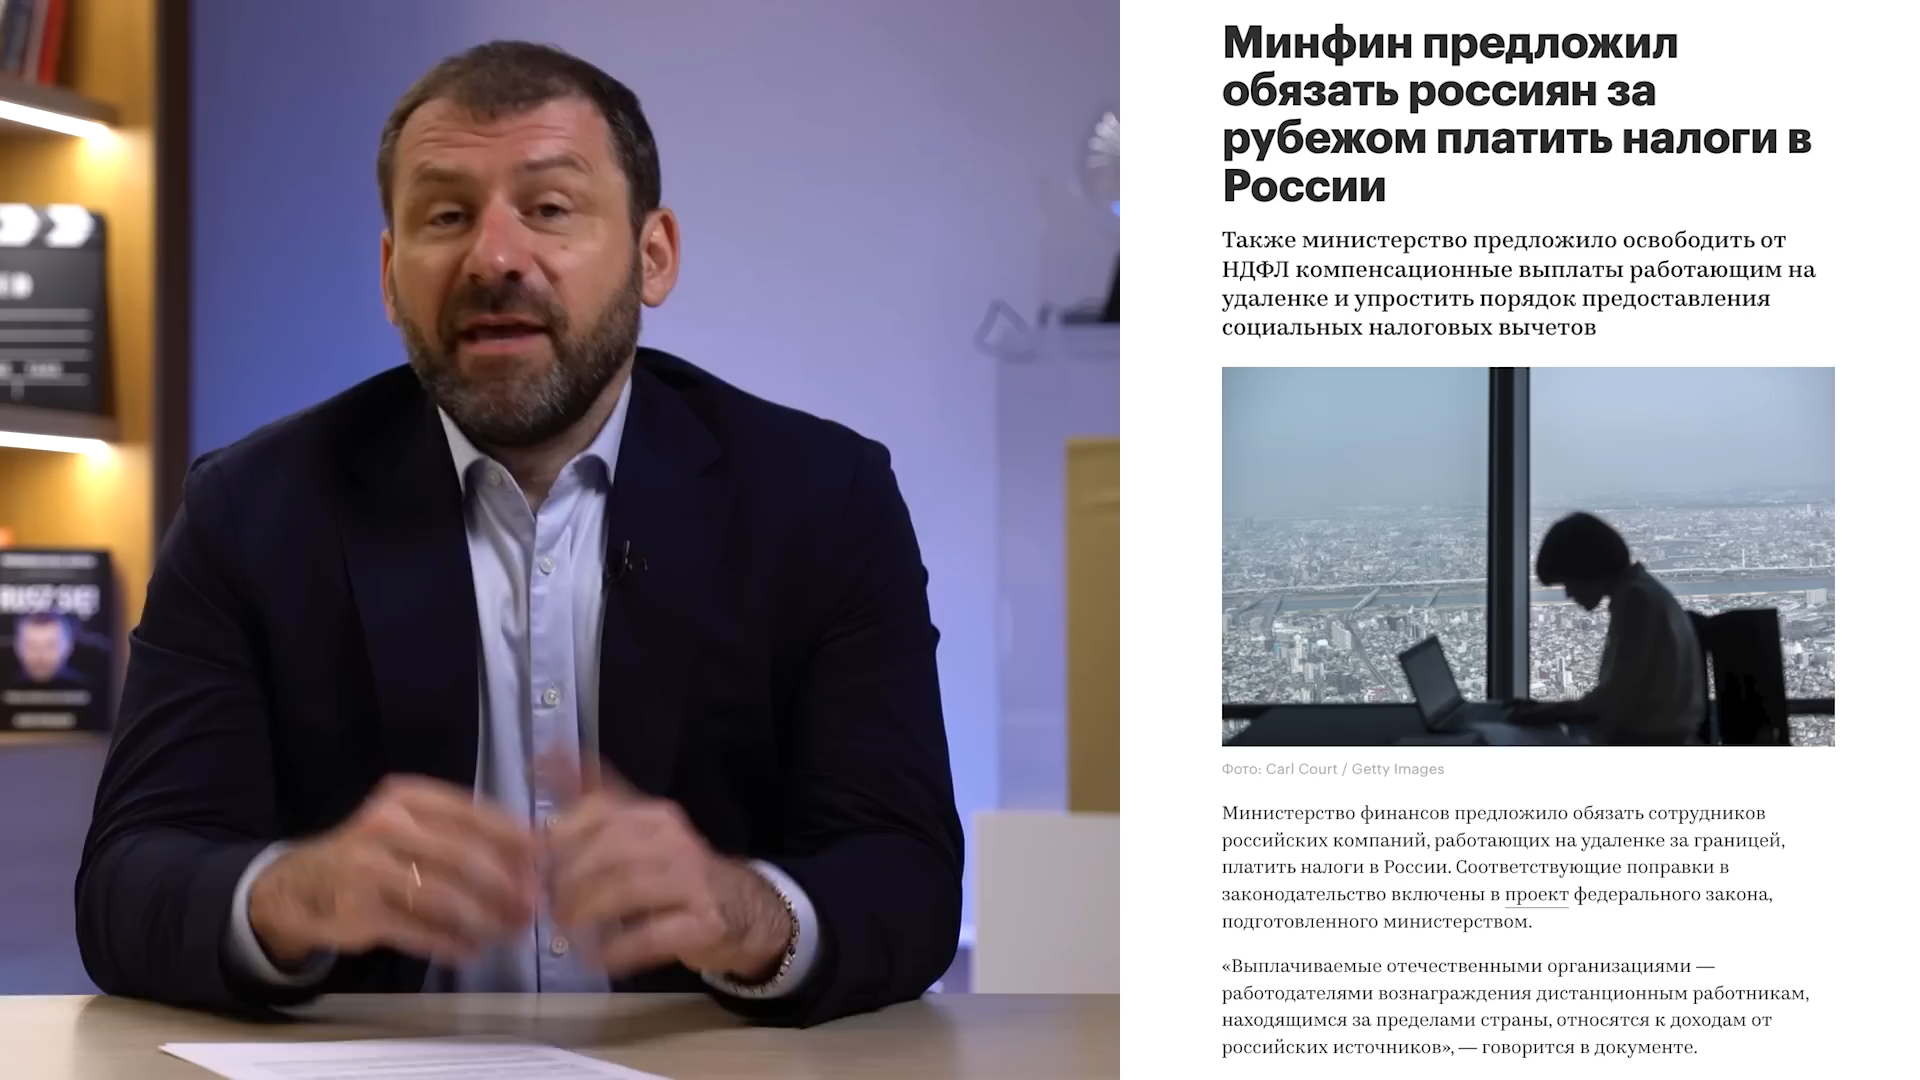 Минфин предложил
обязать россиян за
рубежом платить налоги в
России
Также министерство предложило освободить от
НДФЛ компенсационные выплаты работающим на
удаленке и упростить порядок предоставления
социальных налоговых вычетов
Фото: Carl Court / Getty Images
Министерство финансов предложило обязать сотрудников
российских компаний, работающих на удаленке за границей,
платить налоги в России. Соответствующие поправки в
законодательство включены в проект федерального закона,
подготовленного министерством.
«Выплачиваемые отечественными организациями —
работодателями вознаграждения дистанционным работникам,
находящимся за пределами страны, относятся к доходам от
российских источников», — говорится в документе.